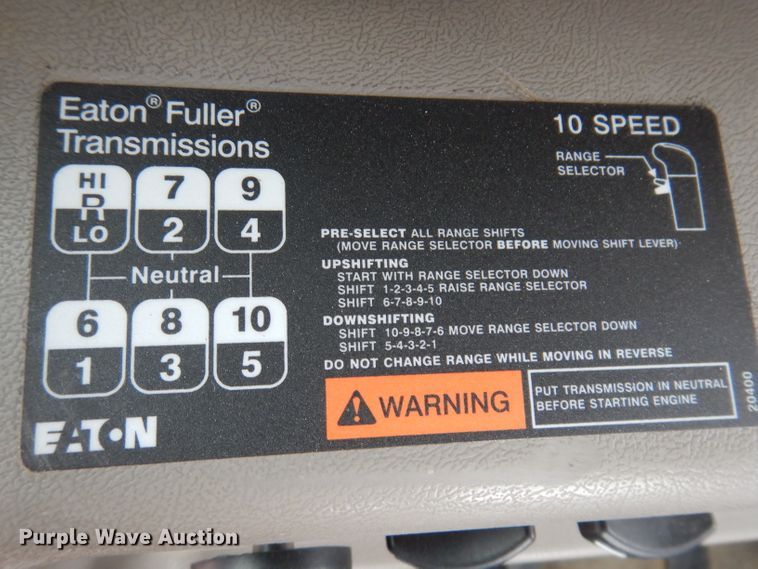 Eaton® Fuller®
Transmissions
10 SPEED
RANGE
SELECTOR
HI
R
LO
7
2
9
4
Neutral
6
1
8
3
10
5
PRE-SELECT ALL RANGE SHIFTS
(MOVE RANGE SELECTOR BEFORE MOVING SHIFT LEVER)
UPSHIFTING
START WITH RANGE SELECTOR DOWN
SHIFT 1-2-3-4-5 RAISE RANGE SELECTOR
SHIFT 6-7-8-9-10
DOWNSHIFTING
SHIFT 10-9-8-7-6 MOVE RANGE SELECTOR DOWN
SHIFT 5-4-3-2-1
DO NOT CHANGE RANGE WHILE MOVING IN REVERSE
WARNING
PUT TRANSMISSION IN NEUTRAL
BEFORE STARTING ENGINE
20400
EATON
Purple Wave Auction